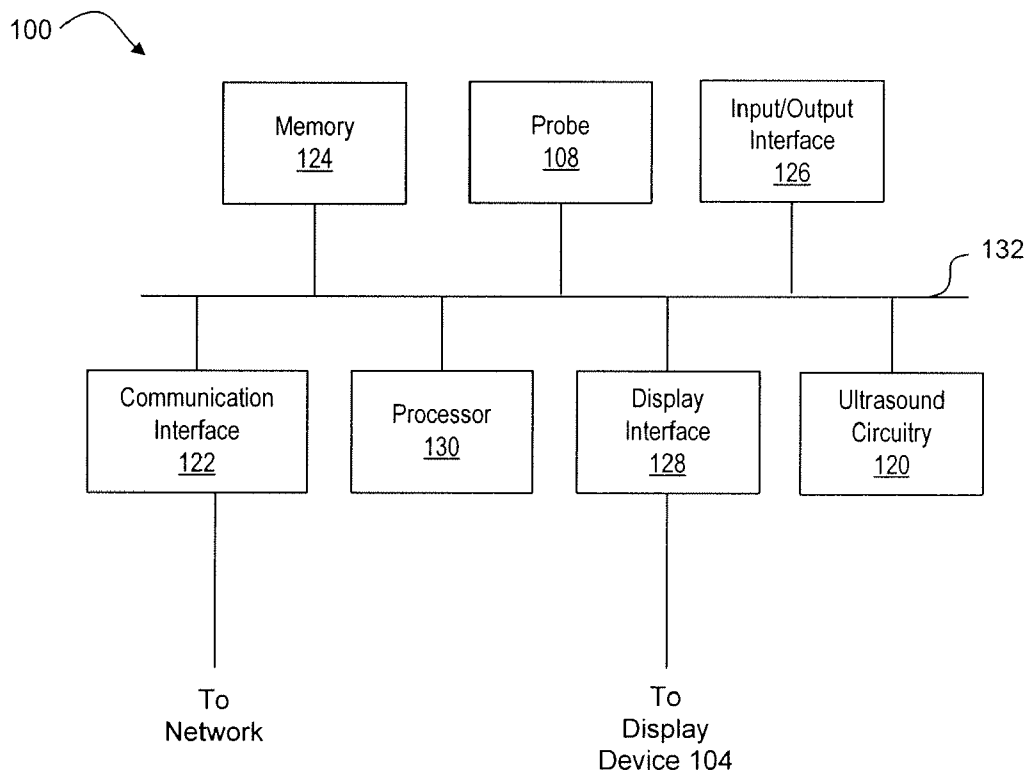 100
Memory
124
Probe
108
Input/Output
Interface
126
132
Communication
Interface
122
Processor
130
Display
Interface
128
Ultrasound
Circuitry
120
To
Network
To
Display
Device 104